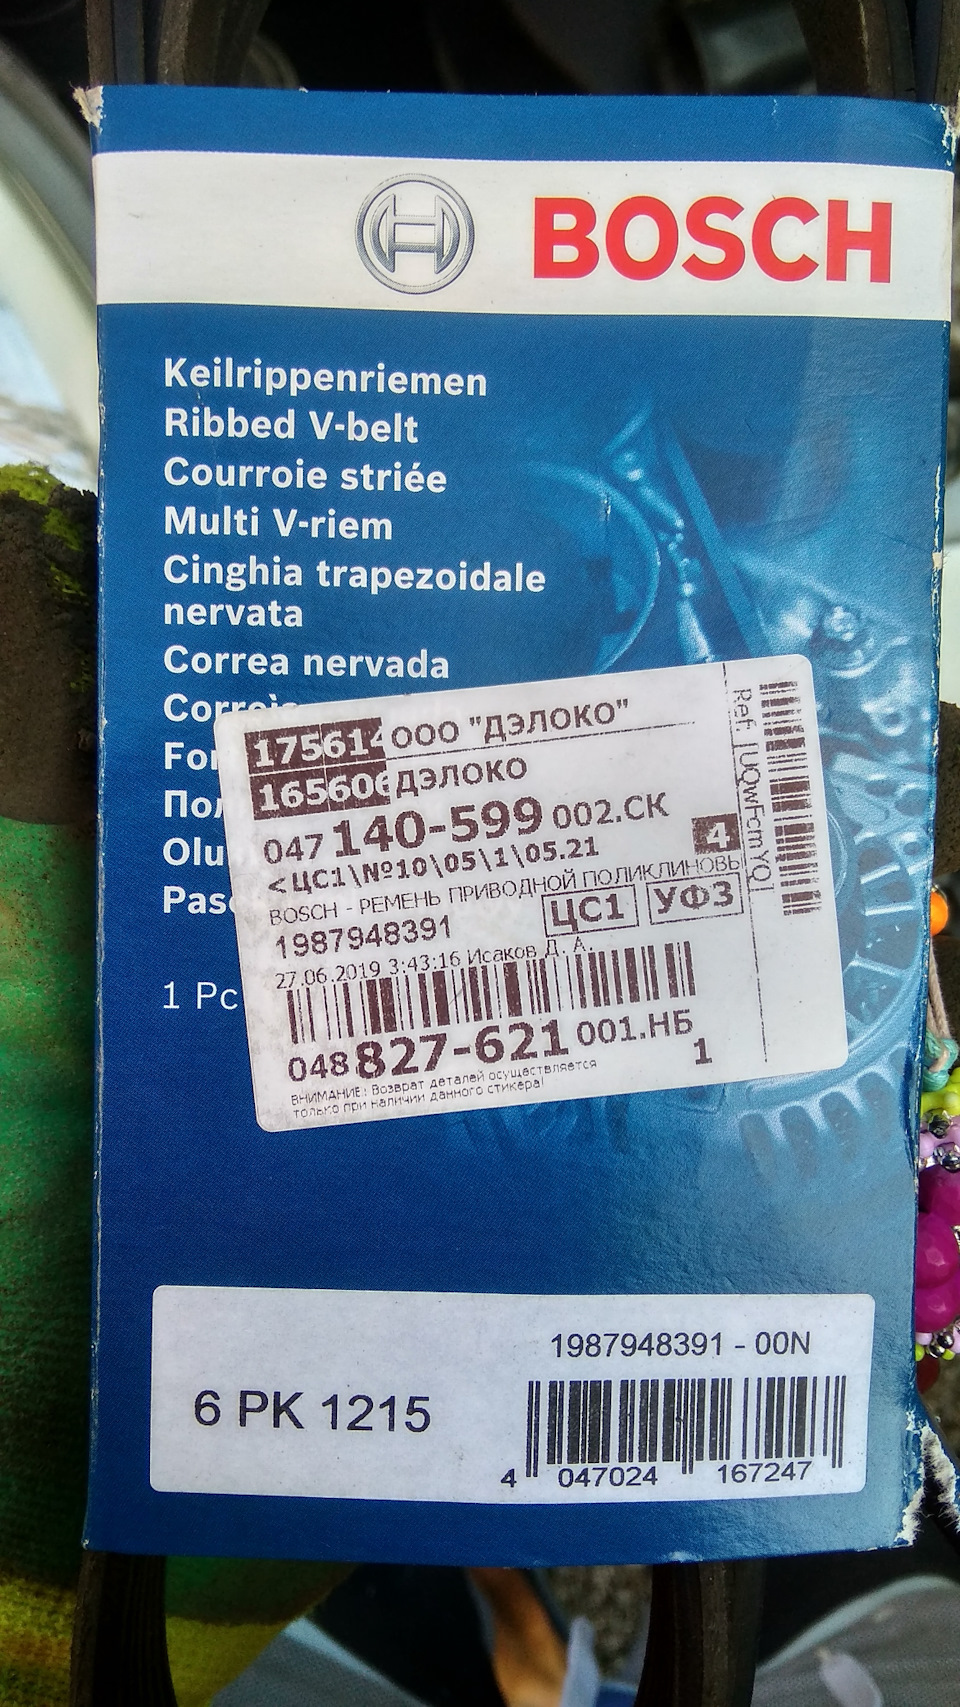 BOSCH
Keilrippenriemen
Ribbed V-belt
Courroie striée
Multi V-riem
Cinghia trapezoidale
nervata
Correa nervada
1 Pc
175614 ООО "ДЭЛОКО"
165606 ДЭЛОКО
047 140-599 002.СК
4
<ЦС1\№10\05\1\05.21
BOSCH - РЕМЕНЬ ПРИВОДНОЙ ПОЛИКЛИНОВЫ
1987948391
ЦС1 УФЗ
27.06.2019 3:43:16 Исаков Д. А.
048 827-621 001.НБ
1
ВНИМАНИЕ: Возврат деталей осуществляется
только при наличии данного стикера!
Ref.
1987948391 - 00N
6 PK 1215
4 047024 167247